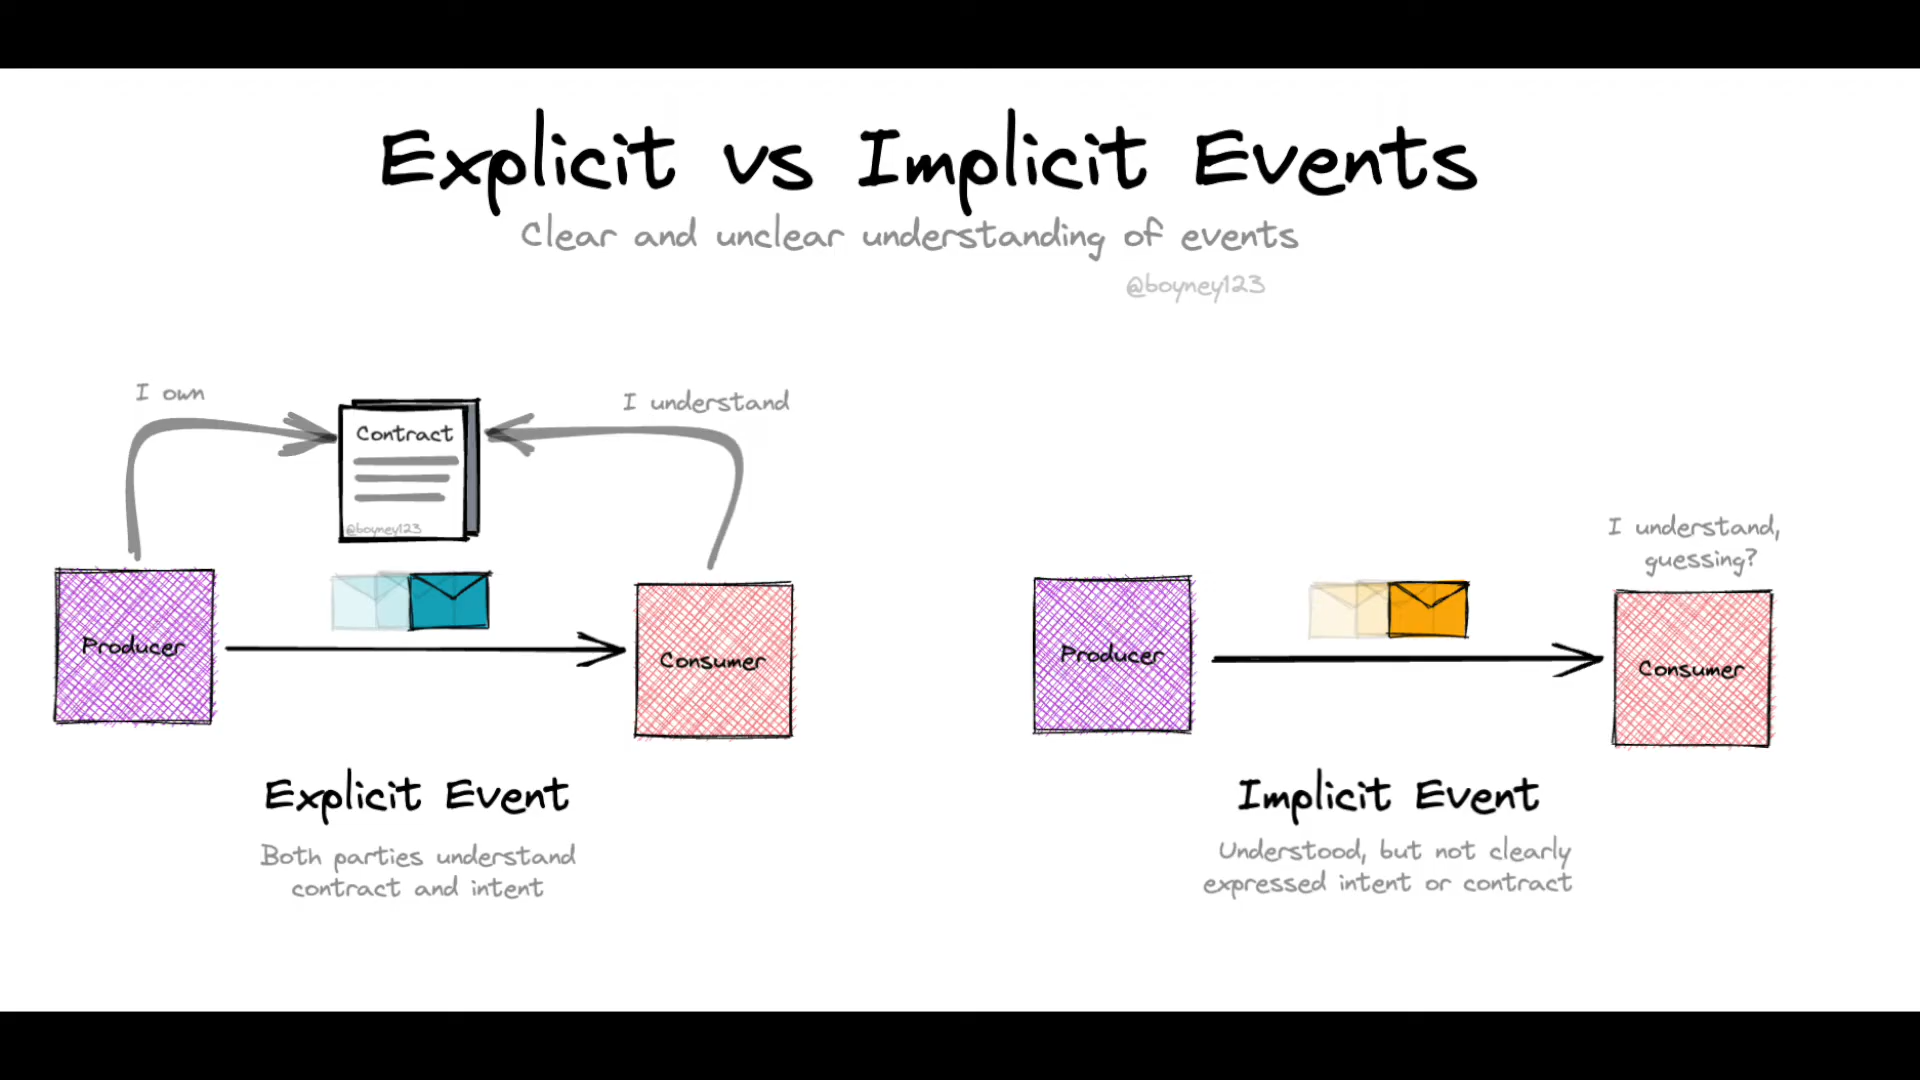 Explicit vs Implicit Events
Clear and unclear understanding of events
@boyney123
I own
I understand
Contract
@boyney123
Producer
Consumer
Explicit Event
Both parties understand
contract and intent
I understand,
guessing?
Producer
Consumer
Implicit Event
Understood, but not clearly
expressed intent or contract